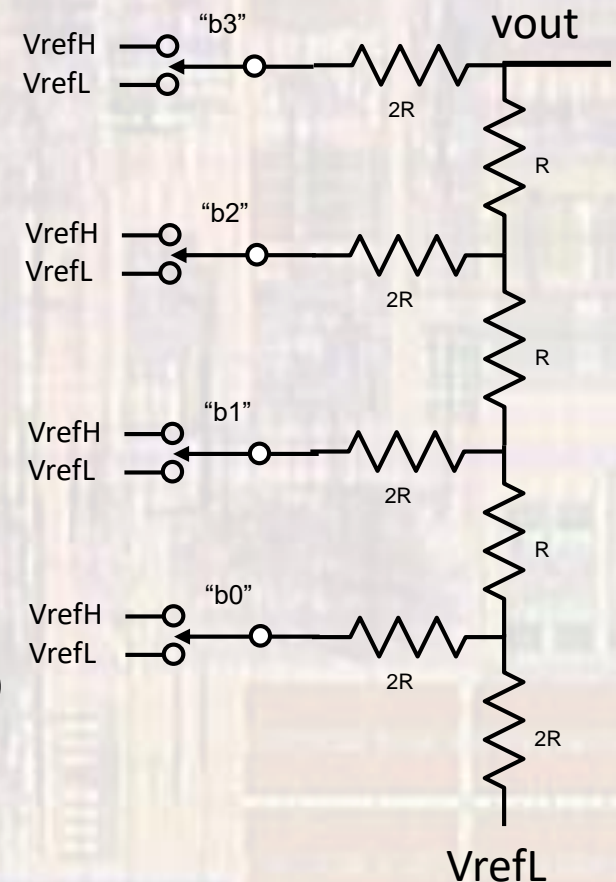 vout
“b3”
VrefH
VrefL
2R
R
“b2”
VrefH
VrefL
2R
R
“b1”
VrefH
VrefL
2R
R
“b0”
VrefH
VrefL
2R
)
2R
VrefL